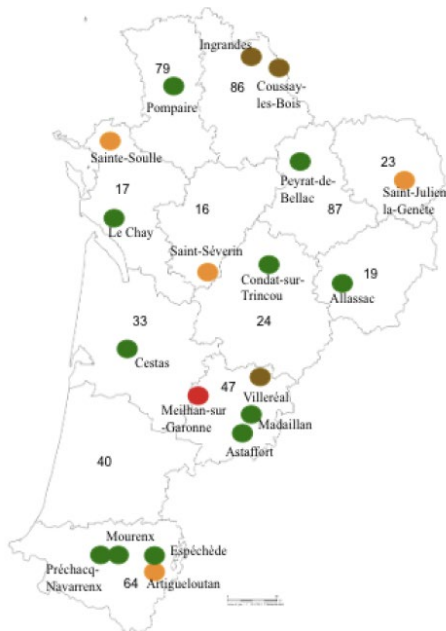 Ingrandes
79
86
Coussay-
les-Bois
Pompaire
Sainte-Soulle
23
Peyrat-de-
Bellac
Saint-Julien
la-Genête
17
16
87
Le Chay
Saint-Séverin
Condat-sur-
Trincou
19
Allassac
33
24
Cestas
47
Villeréal
Meilhan-sur
-Garonne
Madaillan
Astaffort
40
Mourenx
Espéchède
Préchacq-
Navarrenx
64
Artigueloutan